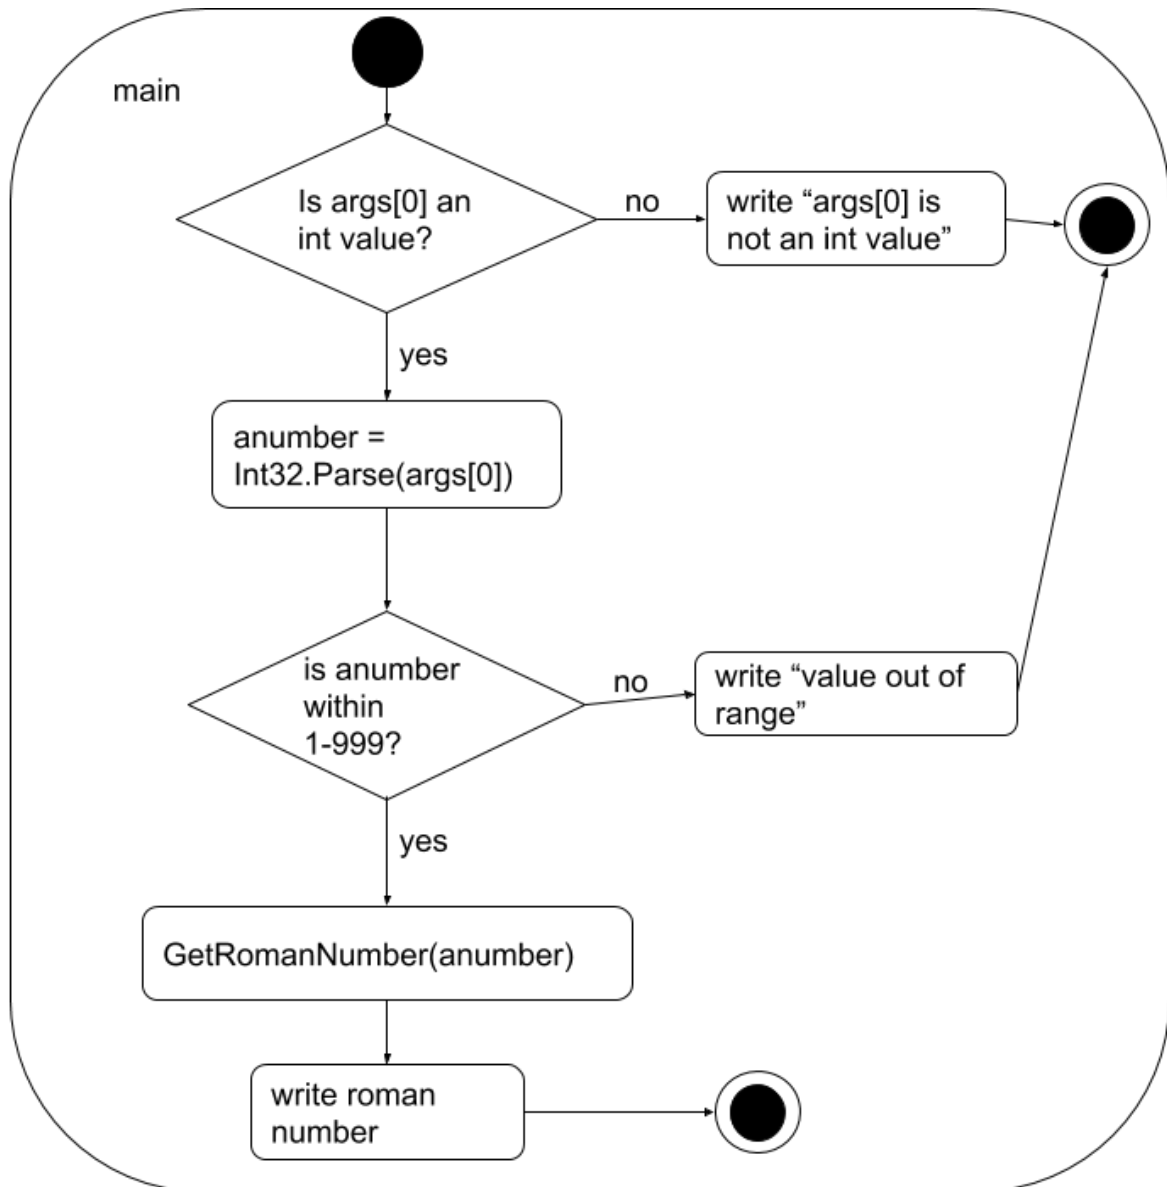 main
Is args[0] an
int value?
no
write “args[0] is
not an int value”
yes
anumber =
Int32.Parse(args[0])
is anumber
within
1-999?
no
write “value out of
range”
yes
GetRomanNumber(anumber)
write roman
number